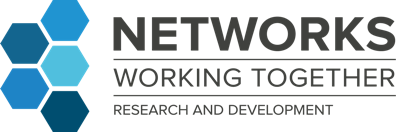 NETWORKS
WORKING TOGETHER
RESEARCH AND DEVELOPMENT